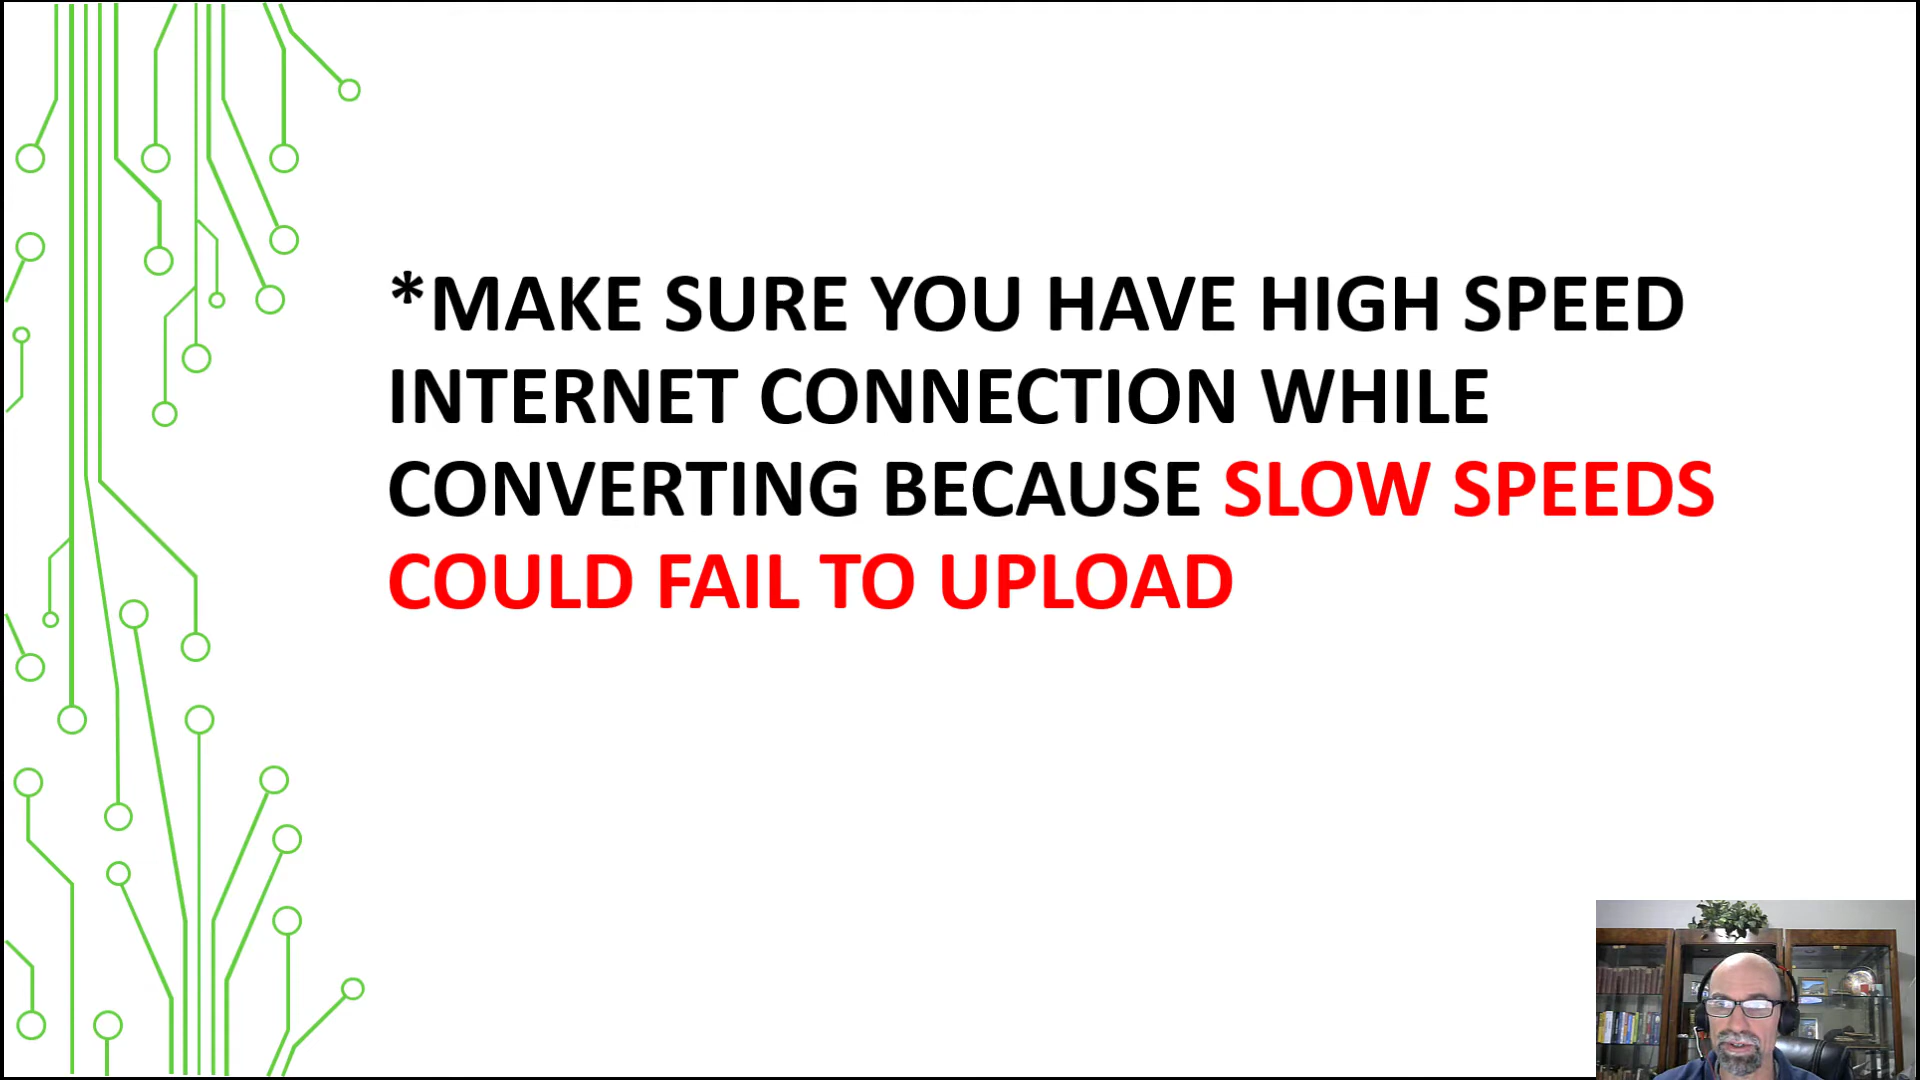 *MAKE SURE YOU HAVE HIGH SPEED
INTERNET CONNECTION WHILE
CONVERTING BECAUSE SLOW SPEEDS
COULD FAIL TO UPLOAD